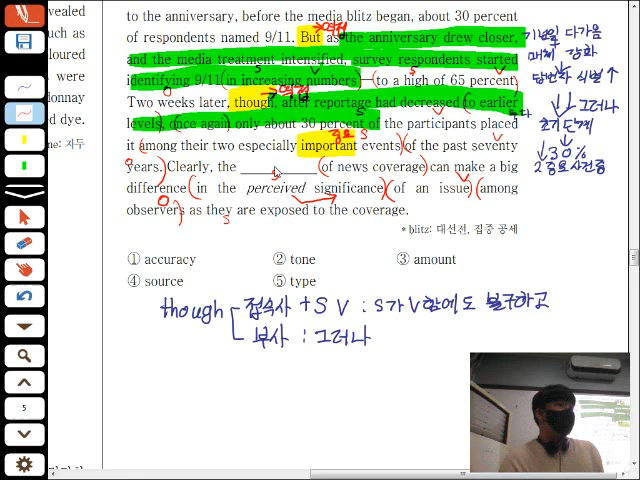 vealed
uch as
loured
were
donnay
d dye.
ne: 자두
to the anniversary, before the media blitz began, about 30 percent
of respondents named 9/11. But as the anniversary drew closer,
and the media treatment intensified, survey respondents started
identifying 9/11 in increasing numbers—to a high of 65 percent.
Two weeks later, though, after reportage had decreased to earlier
levels, once again only about 30 percent of the participants placed
it among their two especially important events of the past seventy
years. Clearly, the ________ of news coverage can make a big
difference in the perceived significance of an issue among
observers as they are exposed to the coverage.
* blitz: 대선전, 집중 공세
① accuracy ② tone ③ amount
④ source ⑤ type
역접
역접
중요
기념일 다가옴
매체 강화
↓
답변자 식별 ↑
↓ 그러나
초기 단계
↓ 30%
2 중요사건중
though 접속사 + S V : S가 V함에도 불구하고
부사 : 그러나
5